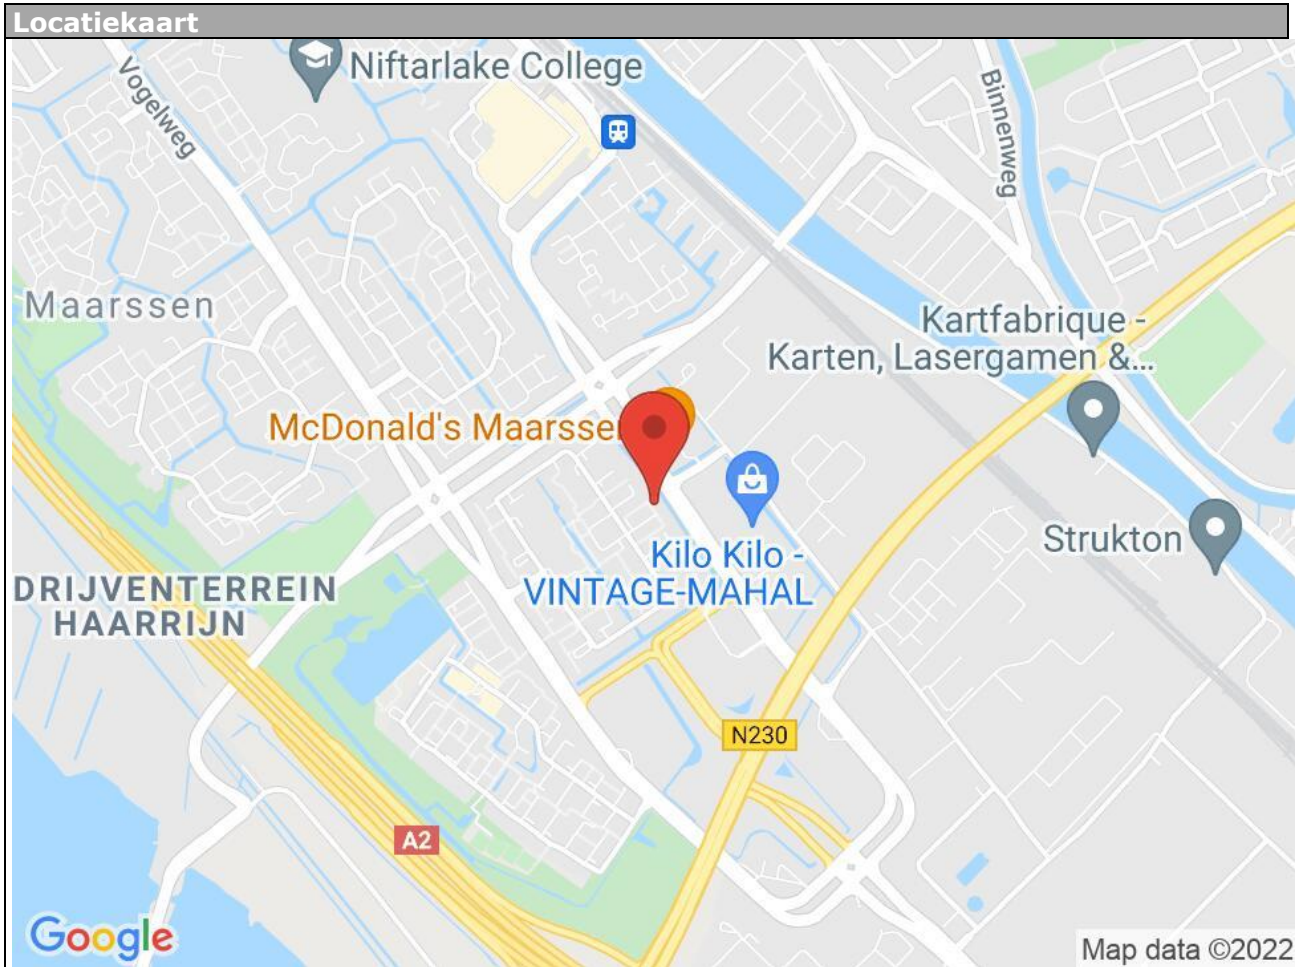 Locatiekaart
Niftarlake College
Vogelweg
Binnenweg
Maarssen
Kartfabrique -
Karten, Lasergamen &...
McDonald's Maarssen
Kilo Kilo -
VINTAGE-MAHAL
Strukton
DRIJVENTERREIN
HAARRIJN
N230
A2
Google
Map data ©2022